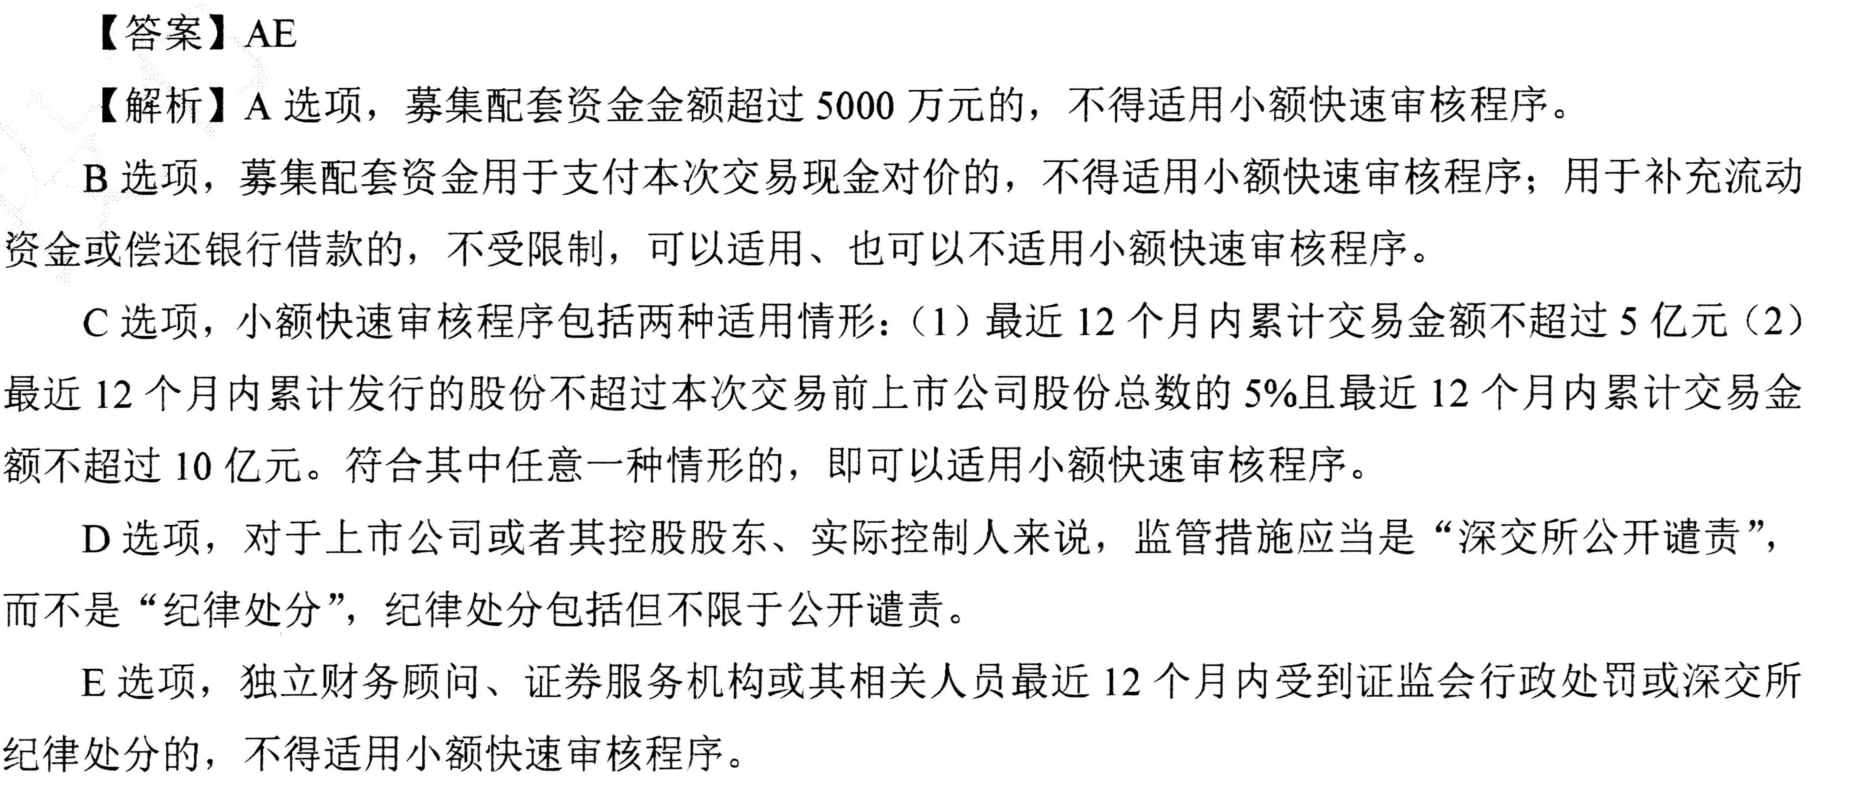 【答案】AE
【解析】A 选项，募集配套资金金额超过 5000 万元的，不得适用小额快速审核程序。
B 选项，募集配套资金用于支付本次交易现金对价的，不得适用小额快速审核程序；用于补充流动
资金或偿还银行借款的，不受限制，可以适用、也可以不适用小额快速审核程序。
C 选项，小额快速审核程序包括两种适用情形：（1）最近 12 个月内累计交易金额不超过 5 亿元（2）
最近 12 个月内累计发行的股份不超过本次交易前上市公司股份总数的 5%且最近 12 个月内累计交易金
额不超过 10 亿元。符合其中任意一种情形的，即可以适用小额快速审核程序。
D 选项，对于上市公司或者其控股股东、实际控制人来说，监管措施应当是“深交所公开谴责”，
而不是“纪律处分”，纪律处分包括但不限于公开谴责。
E 选项，独立财务顾问、证券服务机构或其相关人员最近 12 个月内受到证监会行政处罚或深交所
纪律处分的，不得适用小额快速审核程序。